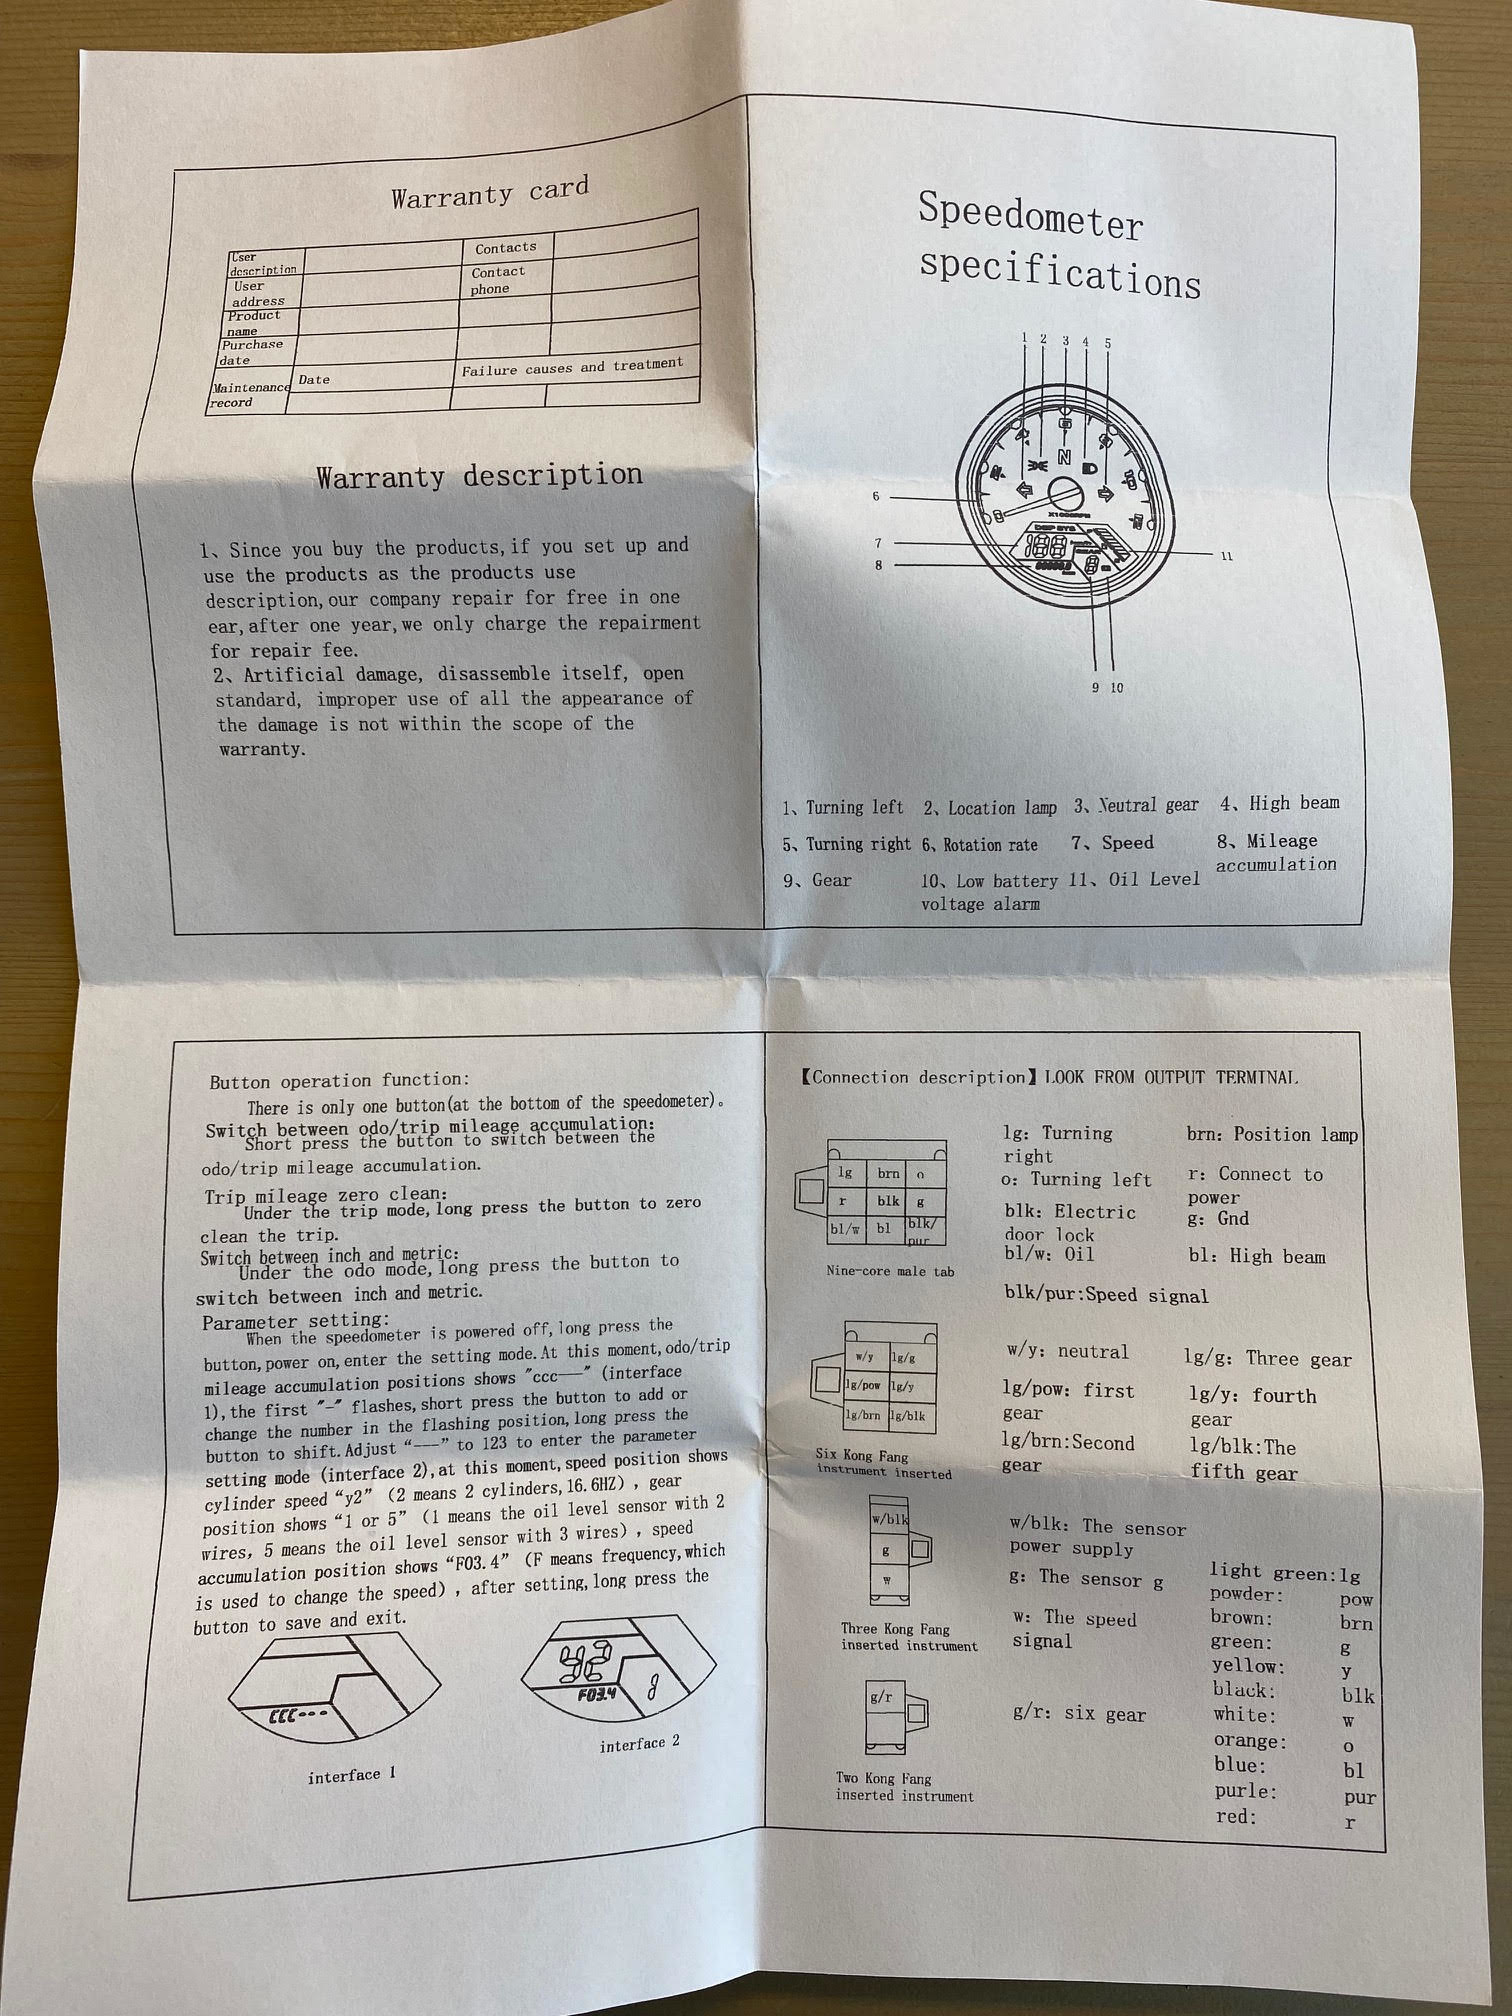 Warranty card
User description
Contacts
User address
Contact phone
Product name
Purchase date
Maintenance record
Date
Failure causes and treatment
Warranty description
1、Since you buy the products,if you set up and
use the products as the products use
description,our company repair for free in one
ear,after one year,we only charge the repairment
for repair fee.
2、Artificial damage, disassemble itself, open
standard, improper use of all the appearance of
the damage is not within the scope of the
warranty.
Speedometer
specifications
1 2 3 4 5
N
X1000RPM
6
7
8
11
9 10
1、Turning left 2、Location lamp 3、Neutral gear 4、High beam
5、Turning right 6、Rotation rate 7、Speed 8、Mileage
accumulation
9、Gear 10、Low battery 11、Oil Level
voltage alarm
Button operation function:
There is only one button(at the bottom of the speedometer)。
Switch between odo/trip mileage accumulation:
Short press the button to switch between the
odo/trip mileage accumulation.
Trip mileage zero clean:
Under the trip mode,long press the button to zero
clean the trip.
Switch between inch and metric:
Under the odo mode,long press the button to
switch between inch and metric.
Parameter setting:
When the speedometer is powered off,long press the
button,power on,enter the setting mode.At this moment,odo/trip
mileage accumulation positions shows "ccc---" (interface
1),the first "-" flashes,short press the button to add or
change the number in the flashing position,long press the
button to shift.Adjust "---" to 123 to enter the parameter
setting mode (interface 2),at this moment,speed position shows
cylinder speed "y2" (2 means 2 cylinders,16.6HZ), gear
position shows "1 or 5" (1 means the oil level sensor with 2
wires, 5 means the oil level sensor with 3 wires), speed
accumulation position shows "F03.4" (F means frequency,which
is used to change the speed), after setting,long press the
button to save and exit.
CCC---
interface 1
y2
F03.4
interface 2
【Connection description】LOOK FROM OUTPUT TERMINAL
lg brn o
r blk g
bl/w bl blk/pur
Nine-core male tab
lg: Turning
right
brn: Position lamp
o: Turning left
r: Connect to
power
blk: Electric
door lock
g: Gnd
bl/w: Oil
bl: High beam
blk/pur:Speed signal
w/y lg/g
lg/pow lg/y
lg/brn lg/blk
Six Kong Fang
instrument inserted
w/y: neutral
lg/g: Three gear
lg/pow: first
gear
lg/y: fourth
gear
lg/brn:Second
gear
lg/blk:The
fifth gear
w/blk
g
w
Three Kong Fang
inserted instrument
w/blk: The sensor
power supply
g: The sensor g
w: The speed
signal
g/r
Two Kong Fang
inserted instrument
g/r: six gear
light green:lg
powder: pow
brown: brn
green: g
yellow: y
black: blk
white: w
orange: o
blue: bl
purle: pur
red: r